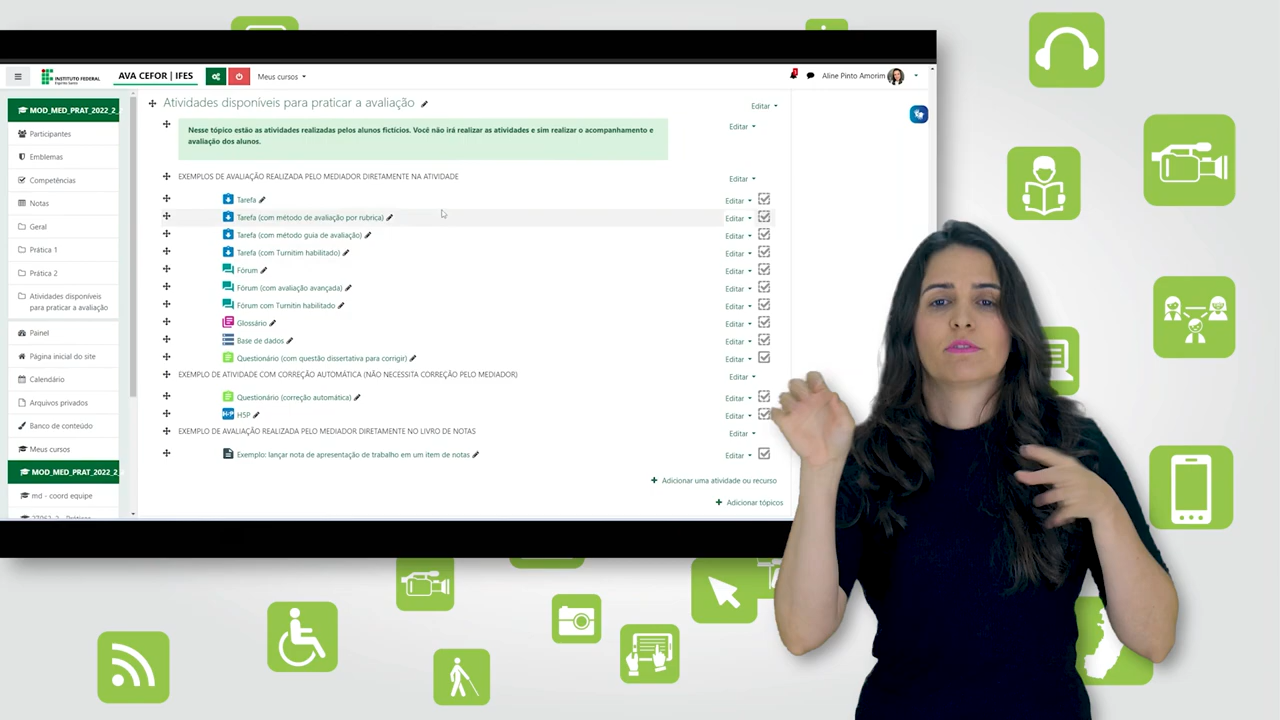 INSTITUTO FEDERAL
Espírito Santo
AVA CEFOR | IFES
Meus cursos
Aline Pinto Amorim
MOD_MED_PRAT_2022_2_
Participantes
Emblemas
Competências
Notas
Geral
Prática 1
Prática 2
Atividades disponíveis
para praticar a avaliação
Painel
Página inicial do site
Calendário
Arquivos privados
Banco de conteúdo
Meus cursos
MOD_MED_PRAT_2022_2_
md - coord equipe
Atividades disponíveis para praticar a avaliação
Editar
Nesse tópico estão as atividades realizadas pelos alunos fictícios. Você não irá realizar as atividades e sim realizar o acompanhamento e
avaliação dos alunos.
Editar
EXEMPLOS DE AVALIAÇÃO REALIZADA PELO MEDIADOR DIRETAMENTE NA ATIVIDADE
Editar
Tarefa
Editar
Tarefa (com método de avaliação por rubrica)
Editar
Tarefa (com método guia de avaliação)
Editar
Tarefa (com Turnitim habilitado)
Editar
Fórum
Editar
Fórum (com avaliação avançada)
Editar
Fórum com Turnitin habilitado
Editar
Glossário
Editar
Base de dados
Editar
Questionário (com questão dissertativa para corrigir)
Editar
EXEMPLO DE ATIVIDADE COM CORREÇÃO AUTOMÁTICA (NÃO NECESSITA CORREÇÃO PELO MEDIADOR)
Editar
Questionário (correção automática)
Editar
H5P
H5P
Editar
EXEMPLO DE AVALIAÇÃO REALIZADA PELO MEDIADOR DIRETAMENTE NO LIVRO DE NOTAS
Editar
Exemplo: lançar nota de apresentação de trabalho em um item de notas
Editar
Adicionar uma atividade ou recurso
Adicionar tópicos